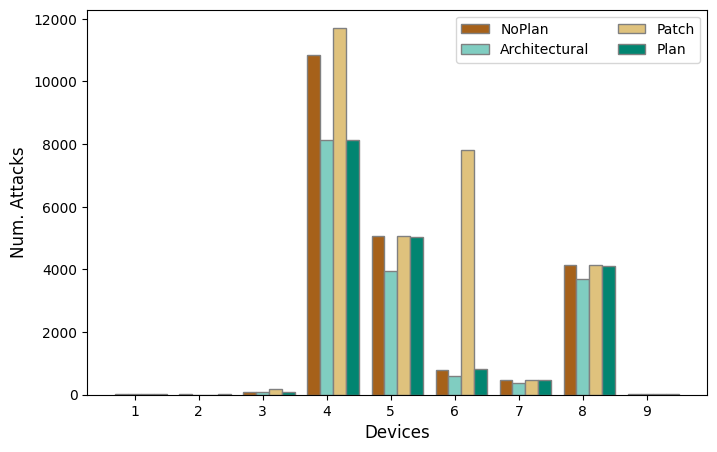 12000
10000
8000
6000
4000
2000
0
Num. Attacks
NoPlan
Architectural
Patch
Plan
1 2 3 4 5 6 7 8 9
Devices